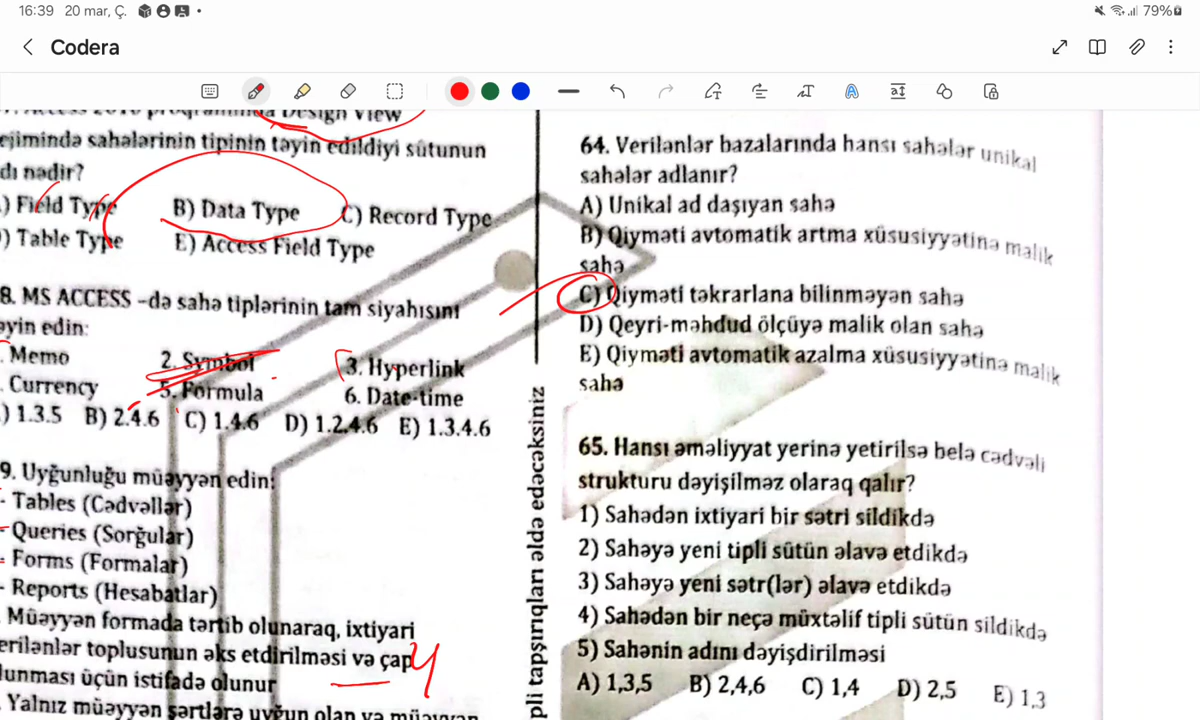 16:39 20 mar, Ç.
79%
Codera
Design View
ejimində sahələrinin tipinin təyin edildiyi sütunun
dı nədir?
) Field Type B) Data Type C) Record Type
) Table Type E) Access Field Type
8. MS ACCESS -də sahə tiplərinin tam siyahısını
əyin edin:
. Memo 2. Symbol 3. Hyperlink
. Currency 5. Formula 6. Date-time
) 1.3.5 B) 2.4.6 C) 1.4.6 D) 1.2.4.6 E) 1.3.4.6
9. Uyğunluğu müəyyən edin:
- Tables (Cədvəllər)
- Queries (Sorğular)
- Forms (Formalar)
- Reports (Hesabatlar)
Müəyyən formada tərtib olunaraq, ixtiyari
erilənlər toplusunun əks etdirilməsi və çap
lunması üçün istifadə olunur
Yalnız müəyyən şərtlərə uyğun olan və
4
pli tapşırıqları əldə edəcəksiniz
64. Verilənlər bazalarında hansı sahələr unikal
sahələr adlanır?
A) Unikal ad daşıyan sahə
B) Qiyməti avtomatik artma xüsusiyyətinə malik
sahə
C) Qiyməti təkrarlana bilinməyən sahə
D) Qeyri-məhdud ölçüyə malik olan sahə
E) Qiyməti avtomatik azalma xüsusiyyətinə malik
sahə
65. Hansı əməliyyat yerinə yetirilsə belə cədvəli
strukturu dəyişilməz olaraq qalır?
1) Sahədən ixtiyari bir sətri sildikdə
2) Sahəyə yeni tipli sütün əlavə etdikdə
3) Sahəyə yeni sətr(lər) əlavə etdikdə
4) Sahədən bir neçə müxtəlif tipli sütün sildikdə
5) Sahənin adını dəyişdirilməsi
A) 1,3,5 B) 2,4,6 C) 1,4 D) 2,5 E) 1,3